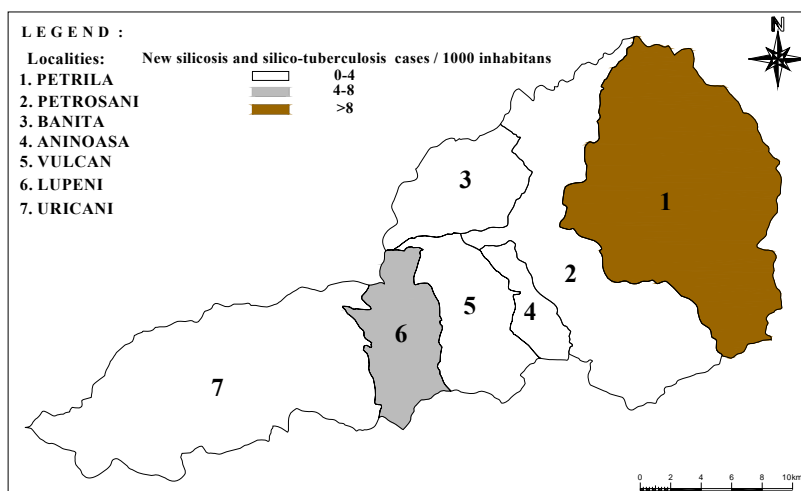 L E G E N D :
N
Localities: New silicosis and silico-tuberculosis cases / 1000 inhabitans
1. PETRILA
2. PETROSANI
3. BANITA
4. ANINOASA
5. VULCAN
6. LUPENI
7. URICANI
0-4
4-8
>8
3
1
2
5
4
6
7
0 2 4 6 8 10km